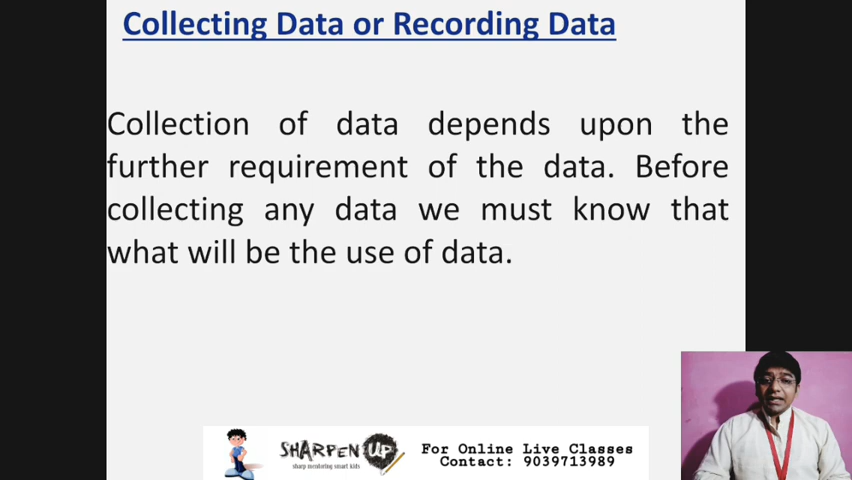 Collecting Data or Recording Data
Collection of data depends upon the
further requirement of the data. Before
collecting any data we must know that
what will be the use of data.
SHARPEN UP
sharp mentoring smart kids
For Online Live Classes
Contact: 9039713989